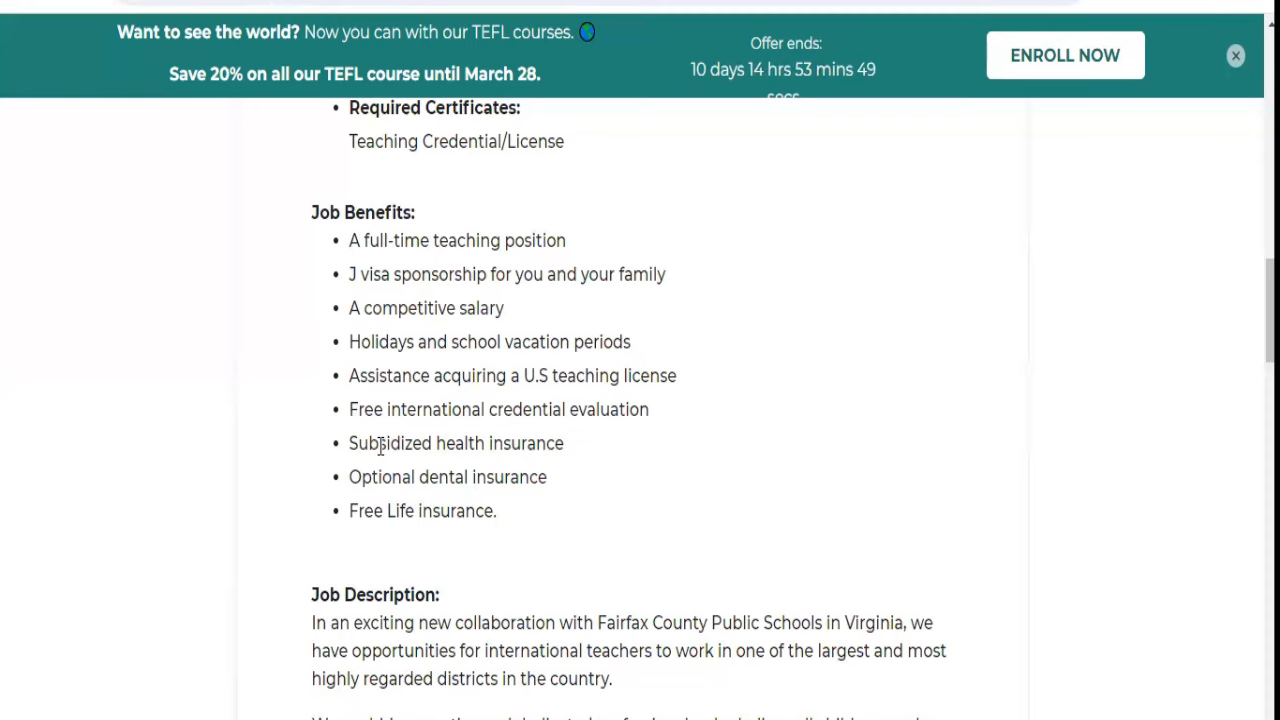 Want to see the world? Now you can with our TEFL courses.
Save 20% on all our TEFL course until March 28.
Offer ends:
10 days 14 hrs 53 mins 49
secs
ENROLL NOW
• Required Certificates:
Teaching Credential/License
Job Benefits:
• A full-time teaching position
• J visa sponsorship for you and your family
• A competitive salary
• Holidays and school vacation periods
• Assistance acquiring a U.S teaching license
• Free international credential evaluation
• Subsidized health insurance
• Optional dental insurance
• Free Life insurance.
Job Description:
In an exciting new collaboration with Fairfax County Public Schools in Virginia, we
have opportunities for international teachers to work in one of the largest and most
highly regarded districts in the country.